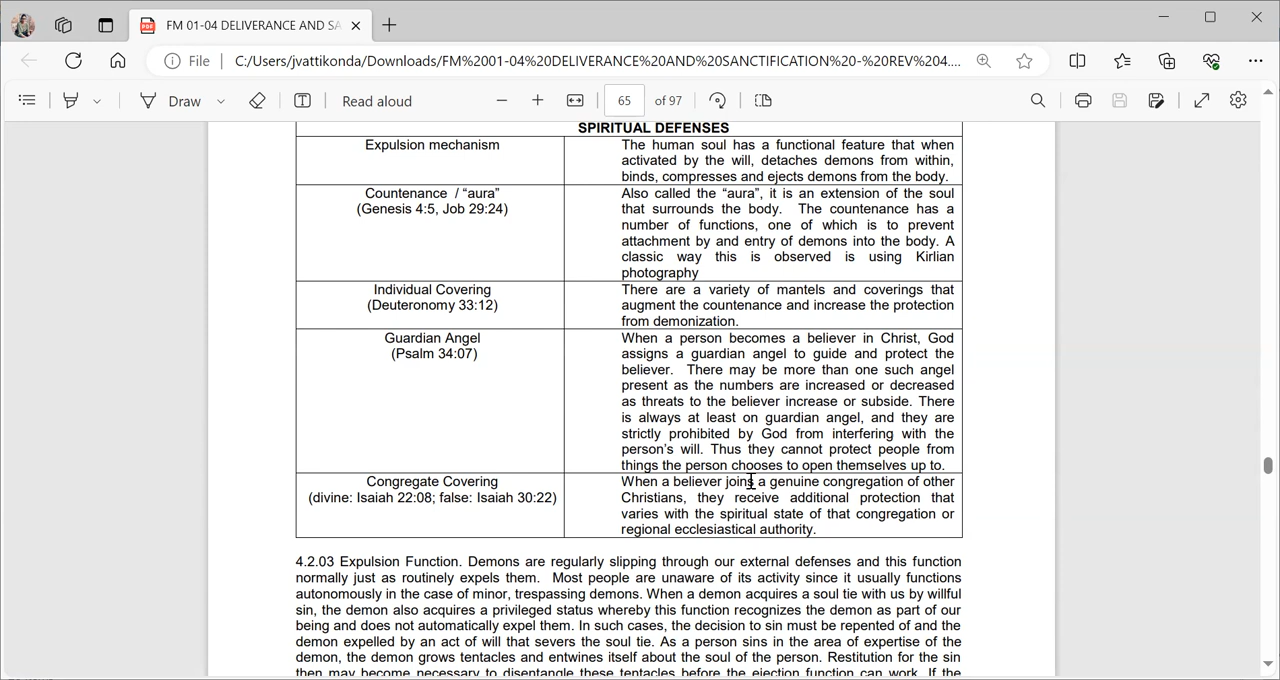 FM 01-04 DELIVERANCE AND SA
File C:/Users/jvattikonda/Downloads/FM%2001-04%20DELIVERANCE%20AND%20SANCTIFICATION%20-%20REV%204....
Draw Read aloud 65 of 97
SPIRITUAL DEFENSES
Expulsion mechanism
The human soul has a functional feature that when
activated by the will, detaches demons from within,
binds, compresses and ejects demons from the body.
Countenance / “aura”
(Genesis 4:5, Job 29:24)
Also called the “aura”, it is an extension of the soul
that surrounds the body. The countenance has a
number of functions, one of which is to prevent
attachment by and entry of demons into the body. A
classic way this is observed is using Kirlian
photography
Individual Covering
(Deuteronomy 33:12)
There are a variety of mantels and coverings that
augment the countenance and increase the protection
from demonization.
Guardian Angel
(Psalm 34:07)
When a person becomes a believer in Christ, God
assigns a guardian angel to guide and protect the
believer. There may be more than one such angel
present as the numbers are increased or decreased
as threats to the believer increase or subside. There
is always at least on guardian angel, and they are
strictly prohibited by God from interfering with the
person’s will. Thus they cannot protect people from
things the person chooses to open themselves up to.
Congregate Covering
(divine: Isaiah 22:08; false: Isaiah 30:22)
When a believer joins a genuine congregation of other
Christians, they receive additional protection that
varies with the spiritual state of that congregation or
regional ecclesiastical authority.
4.2.03 Expulsion Function. Demons are regularly slipping through our external defenses and this function
normally just as routinely expels them. Most people are unaware of its activity since it usually functions
autonomously in the case of minor, trespassing demons. When a demon acquires a soul tie with us by willful
sin, the demon also acquires a privileged status whereby this function recognizes the demon as part of our
being and does not automatically expel them. In such cases, the decision to sin must be repented of and the
demon expelled by an act of will that severs the soul tie. As a person sins in the area of expertise of the
demon, the demon grows tentacles and entwines itself about the soul of the person. Restitution for the sin
then may become necessary to disentangle these tentacles before the ejection function can work. If the